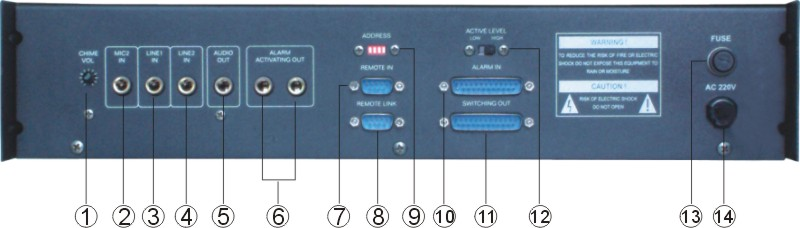 CHIME
VOL
MIC2
IN
LINE1
IN
LINE2
IN
AUDIO
OUT
ALARM
ACTIVATING OUT
ADDRESS
REMOTE IN
REMOTE LINK
ACTIVE LEVEL
LOW HIGH
ALARM IN
SWITCHING OUT
WARNING!
TO REDUCE THE RISK OF FIRE OR ELECTRIC
SHOCK DO NOT EXPOSE THIS EQUIPMENT TO
RAIN OR MOISTURE
CAUTION!
RISK OF ELECTRIC SHOCK
DO NOT OPEN
FUSE
AC 220V
① ② ③ ④ ⑤ ⑥ ⑦ ⑧ ⑨ ⑩ ⑪ ⑫ ⑬ ⑭